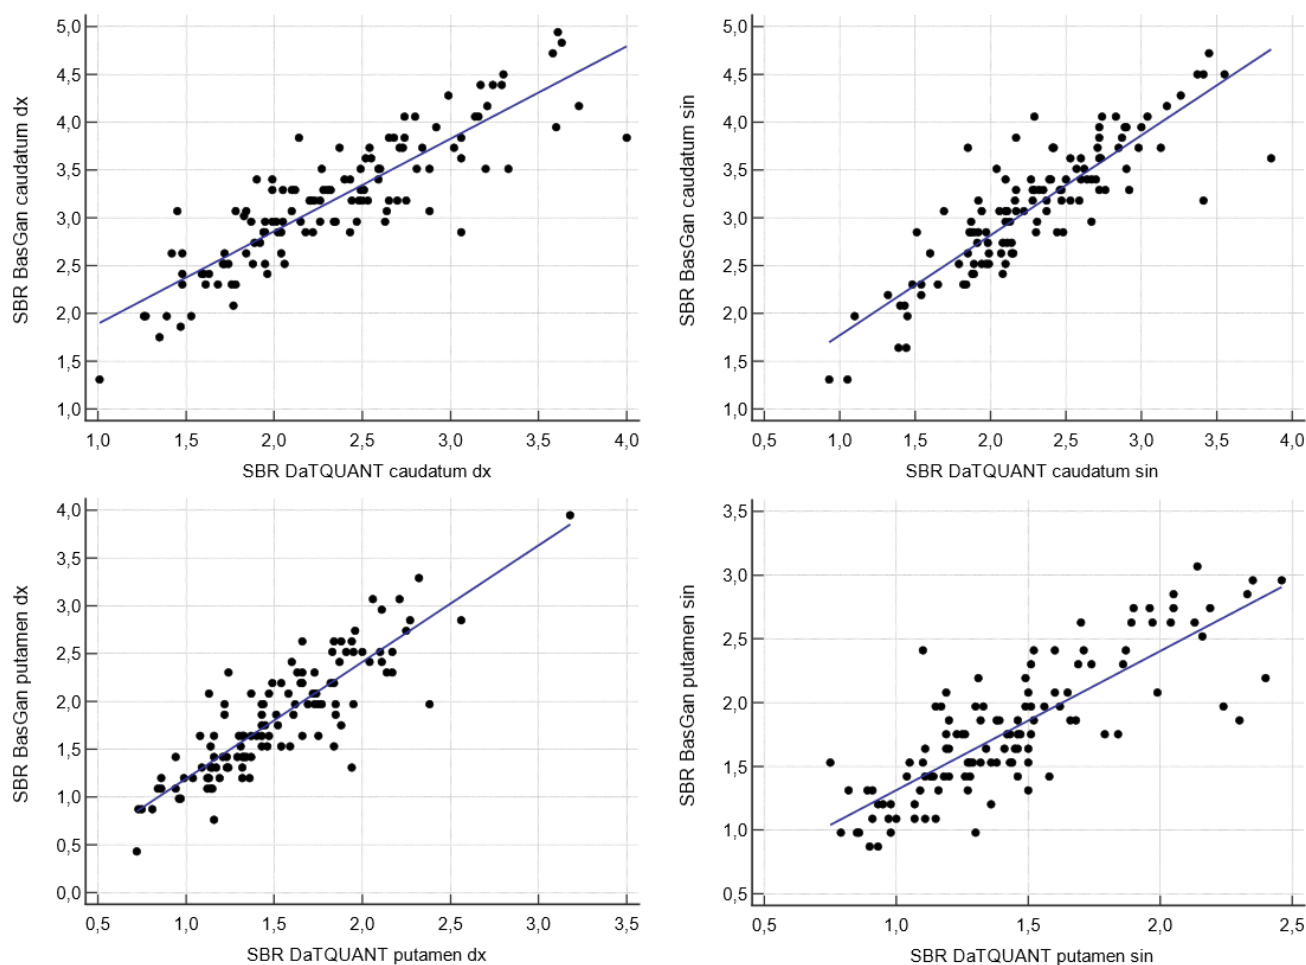 SBR BasGan caudatum dx
5,0
4,5
4,0
3,5
3,0
2,5
2,0
1,5
1,0
1,0 1,5 2,0 2,5 3,0 3,5 4,0
SBR DaTQUANT caudatum dx
SBR BasGan caudatum sin
5,0
4,5
4,0
3,5
3,0
2,5
2,0
1,5
1,0
0,5 1,0 1,5 2,0 2,5 3,0 3,5 4,0
SBR DaTQUANT caudatum sin
SBR BasGan putamen dx
4,0
3,5
3,0
2,5
2,0
1,5
1,0
0,5
0,0
0,5 1,0 1,5 2,0 2,5 3,0 3,5
SBR DaTQUANT putamen dx
SBR BasGan putamen sin
3,5
3,0
2,5
2,0
1,5
1,0
0,5
0,5 1,0 1,5 2,0 2,5
SBR DaTQUANT putamen sin